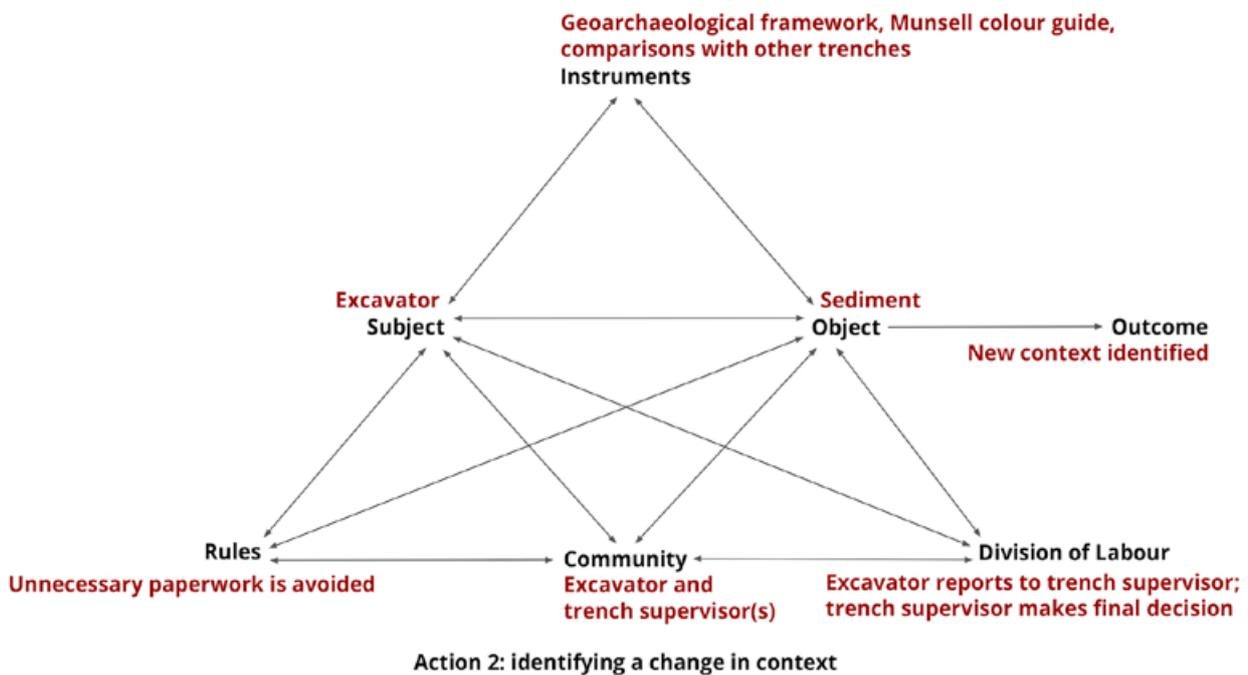 Geoarchaeological framework, Munsell colour guide,
comparisons with other trenches
Instruments
Excavator
Subject
Sediment
Object
Outcome
New context identified
Rules
Unnecessary paperwork is avoided
Community
Excavator and
trench supervisor(s)
Division of Labour
Excavator reports to trench supervisor;
trench supervisor makes final decision
Action 2: identifying a change in context